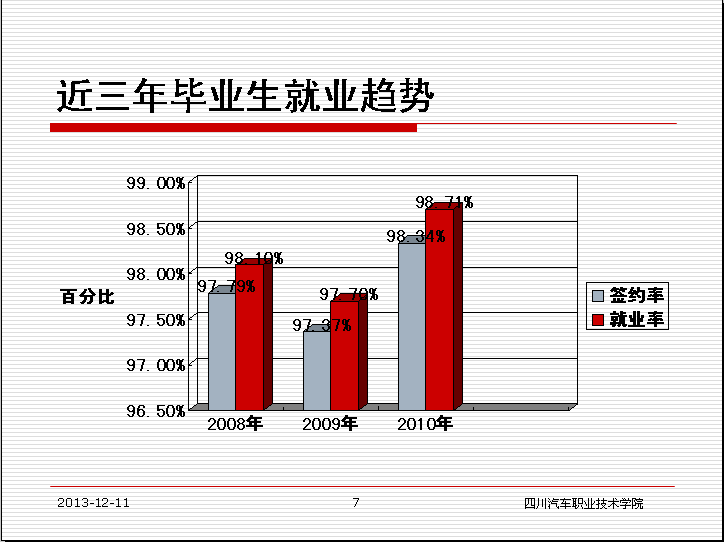 近三年毕业生就业趋势
99.00%
98.50%
98.00%
97.50%
97.00%
96.50%
百分比
97.79%
98.10%
97.37%
97.70%
98.34%
98.71%
2008年
2009年
2010年
签约率
就业率
2013-12-11
7
四川汽车职业技术学院